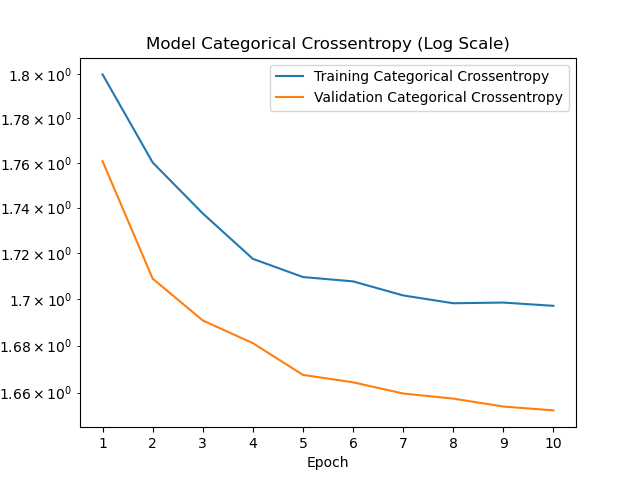 Model Categorical Crossentropy (Log Scale)
Training Categorical Crossentropy
Validation Categorical Crossentropy
1.8 × 10⁰
1.78 × 10⁰
1.76 × 10⁰
1.74 × 10⁰
1.72 × 10⁰
1.7 × 10⁰
1.68 × 10⁰
1.66 × 10⁰
1 2 3 4 5 6 7 8 9 10
Epoch